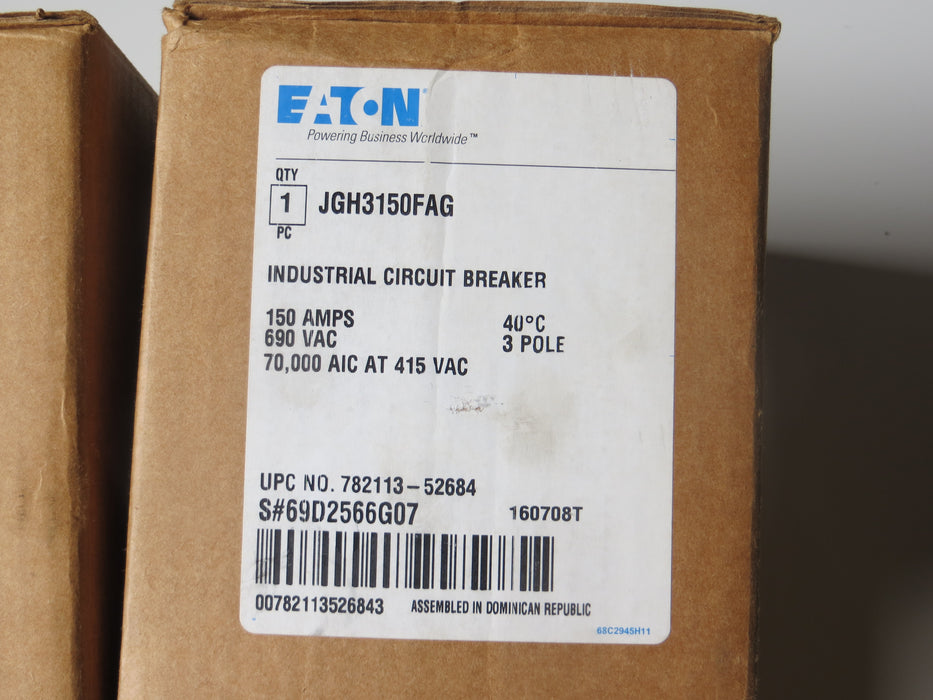 EATON
Powering Business Worldwide™
QTY
1
PC
JGH3150FAG
INDUSTRIAL CIRCUIT BREAKER
150 AMPS 40°C
690 VAC 3 POLE
70,000 AIC AT 415 VAC
UPC NO. 782113-52684
S#69D2566G07 160708T
00782113526843 ASSEMBLED IN DOMINICAN REPUBLIC
68C2945H11